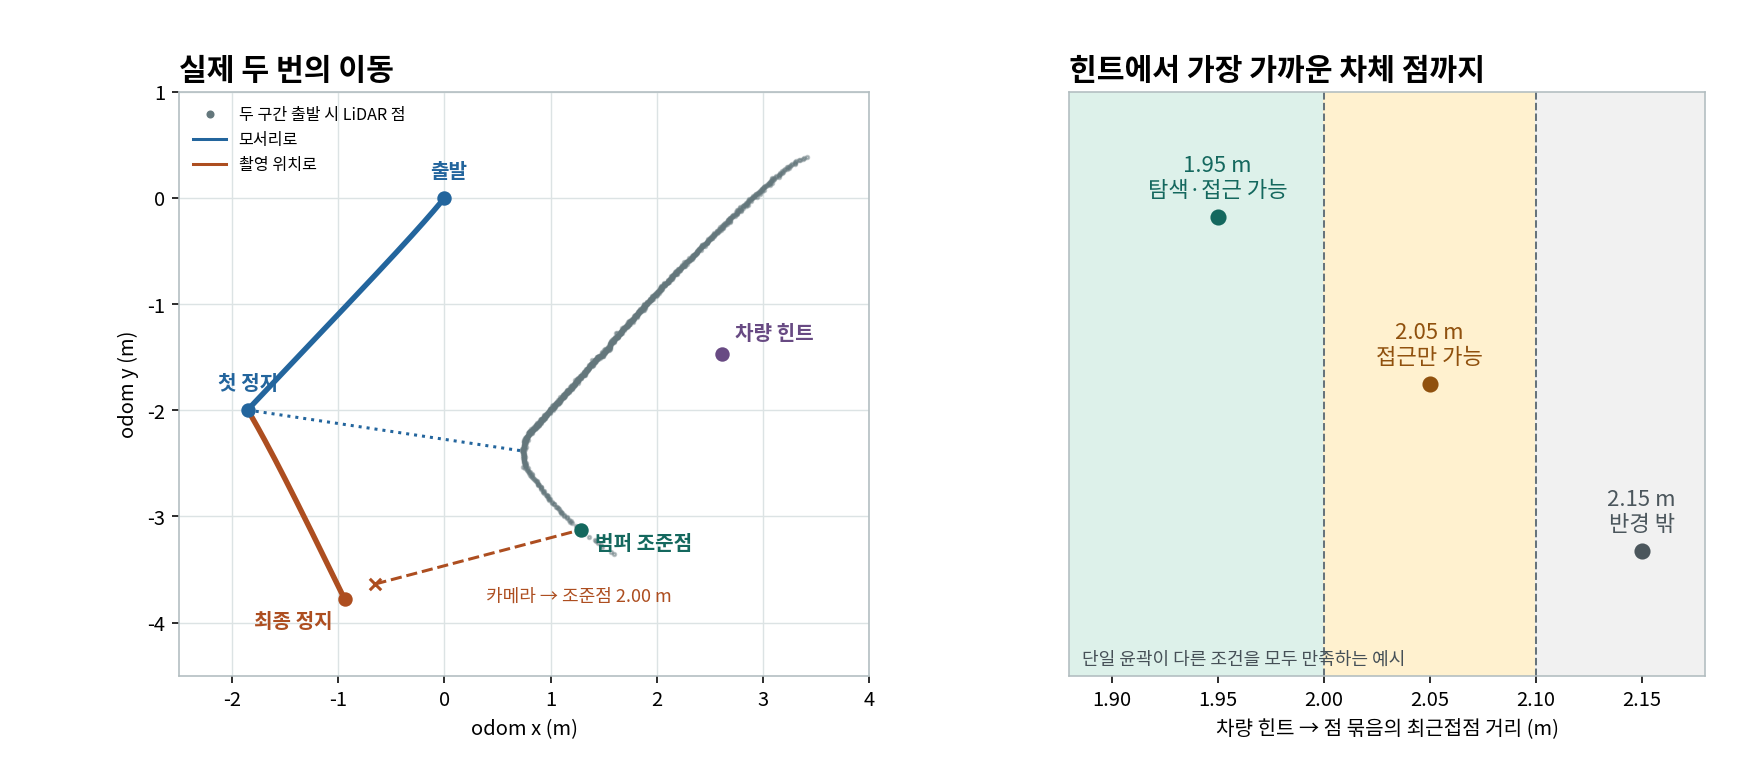 실제 두 번의 이동
두 구간 출발 시 LiDAR 점
모서리로
촬영 위치로
출발
차량 힌트
첫 정지
범퍼 조준점
카메라 → 조준점 2.00 m
최종 정지
1
0
-1
-2
-3
-4
odom y (m)
-2
-1
0
1
2
3
4
odom x (m)
힌트에서 가장 가까운 차체 점까지
1.95 m
탐색·접근 가능
2.05 m
접근만 가능
2.15 m
반경 밖
단일 윤곽이 다른 조건을 모두 만족하는 예시
1.90
1.95
2.00
2.05
2.10
2.15
차량 힌트 → 점 묶음의 최근접점 거리 (m)